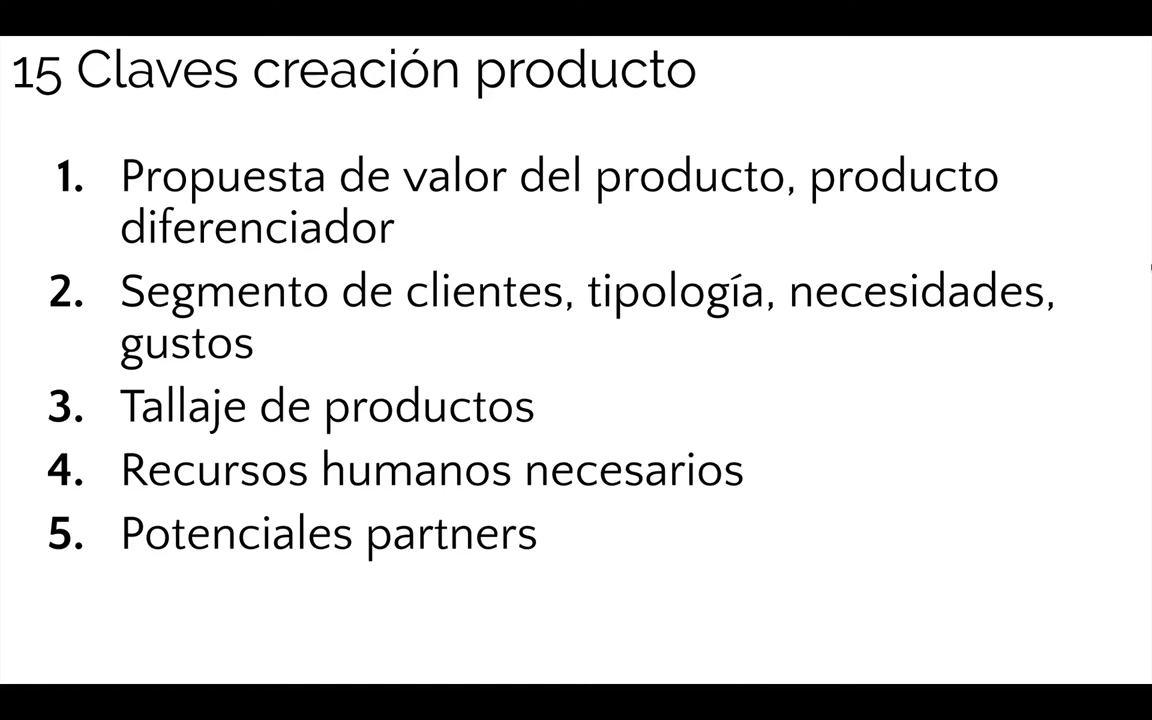 15 Claves creación producto
1. Propuesta de valor del producto, producto
diferenciador
2. Segmento de clientes, tipología, necesidades,
gustos
3. Tallaje de productos
4. Recursos humanos necesarios
5. Potenciales partners